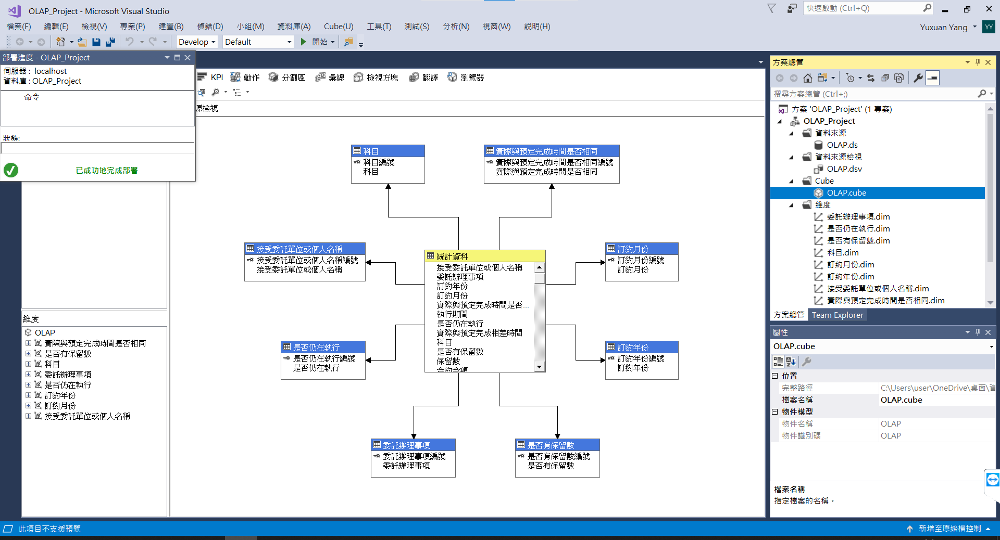 OLAP_Project - Microsoft Visual Studio
快速啟動 (Ctrl+Q)
檔案(F) 編輯(E) 檢視(V) 專案(P) 建置(B) 偵錯(D) 小組(M) 資料庫(A) Cube(U) 工具(T) 測試(S) 分析(N) 視窗(W) 說明(H)
Yuxuan Yang YY
Develop Default 開始
部署進度 - OLAP_Project
伺服器 : localhost
資料庫 : OLAP_Project
命令
狀態:
已成功地完成部署
KPI 動作 分割區 彙總 檢視方塊 翻譯 瀏覽器
源檢視
科目
科目編號
科目
實際與預定完成時間是否相同
實際與預定完成時間是否相同編號
實際與預定完成時間是否相同
接受委託單位或個人名稱
接受委託單位或個人名稱編號
接受委託單位或個人名稱
統計資料
接受委託單位或個人名稱
委託辦理事項
訂約年份
訂約月份
實際與預定完成時間是否...
執行期間
是否仍在執行
實際與預定完成相差時間
科目
是否有保留數
保留數
合約金額
訂約月份
訂約月份編號
訂約月份
是否仍在執行
是否仍在執行編號
是否仍在執行
訂約年份
訂約年份編號
訂約年份
委託辦理事項
委託辦理事項編號
委託辦理事項
是否有保留數
是否有保留數編號
是否有保留數
維度
OLAP
實際與預定完成時間是否相同
是否有保留數
科目
委託辦理事項
是否仍在執行
訂約年份
訂約月份
接受委託單位或個人名稱
方案總管
搜尋方案總管 (Ctrl+;)
方案 'OLAP_Project' (1 專案)
OLAP_Project
資料來源
OLAP.ds
資料來源檢視
OLAP.dsv
Cube
OLAP.cube
維度
委託辦理事項.dim
是否仍在執行.dim
是否有保留數.dim
科目.dim
訂約月份.dim
訂約年份.dim
接受委託單位或個人名稱.dim
實際與預定完成時間是否相同.dim
方案總管 Team Explorer
屬性
OLAP.cube
位置
完整路徑 C:\Users\user\OneDrive\桌面\資
檔案名稱 OLAP.cube
物件模型
物件名稱 OLAP
物件識別碼 OLAP
檔案名稱
指定檔案的名稱。
此項目不支援預覽
新增至原始檔控制